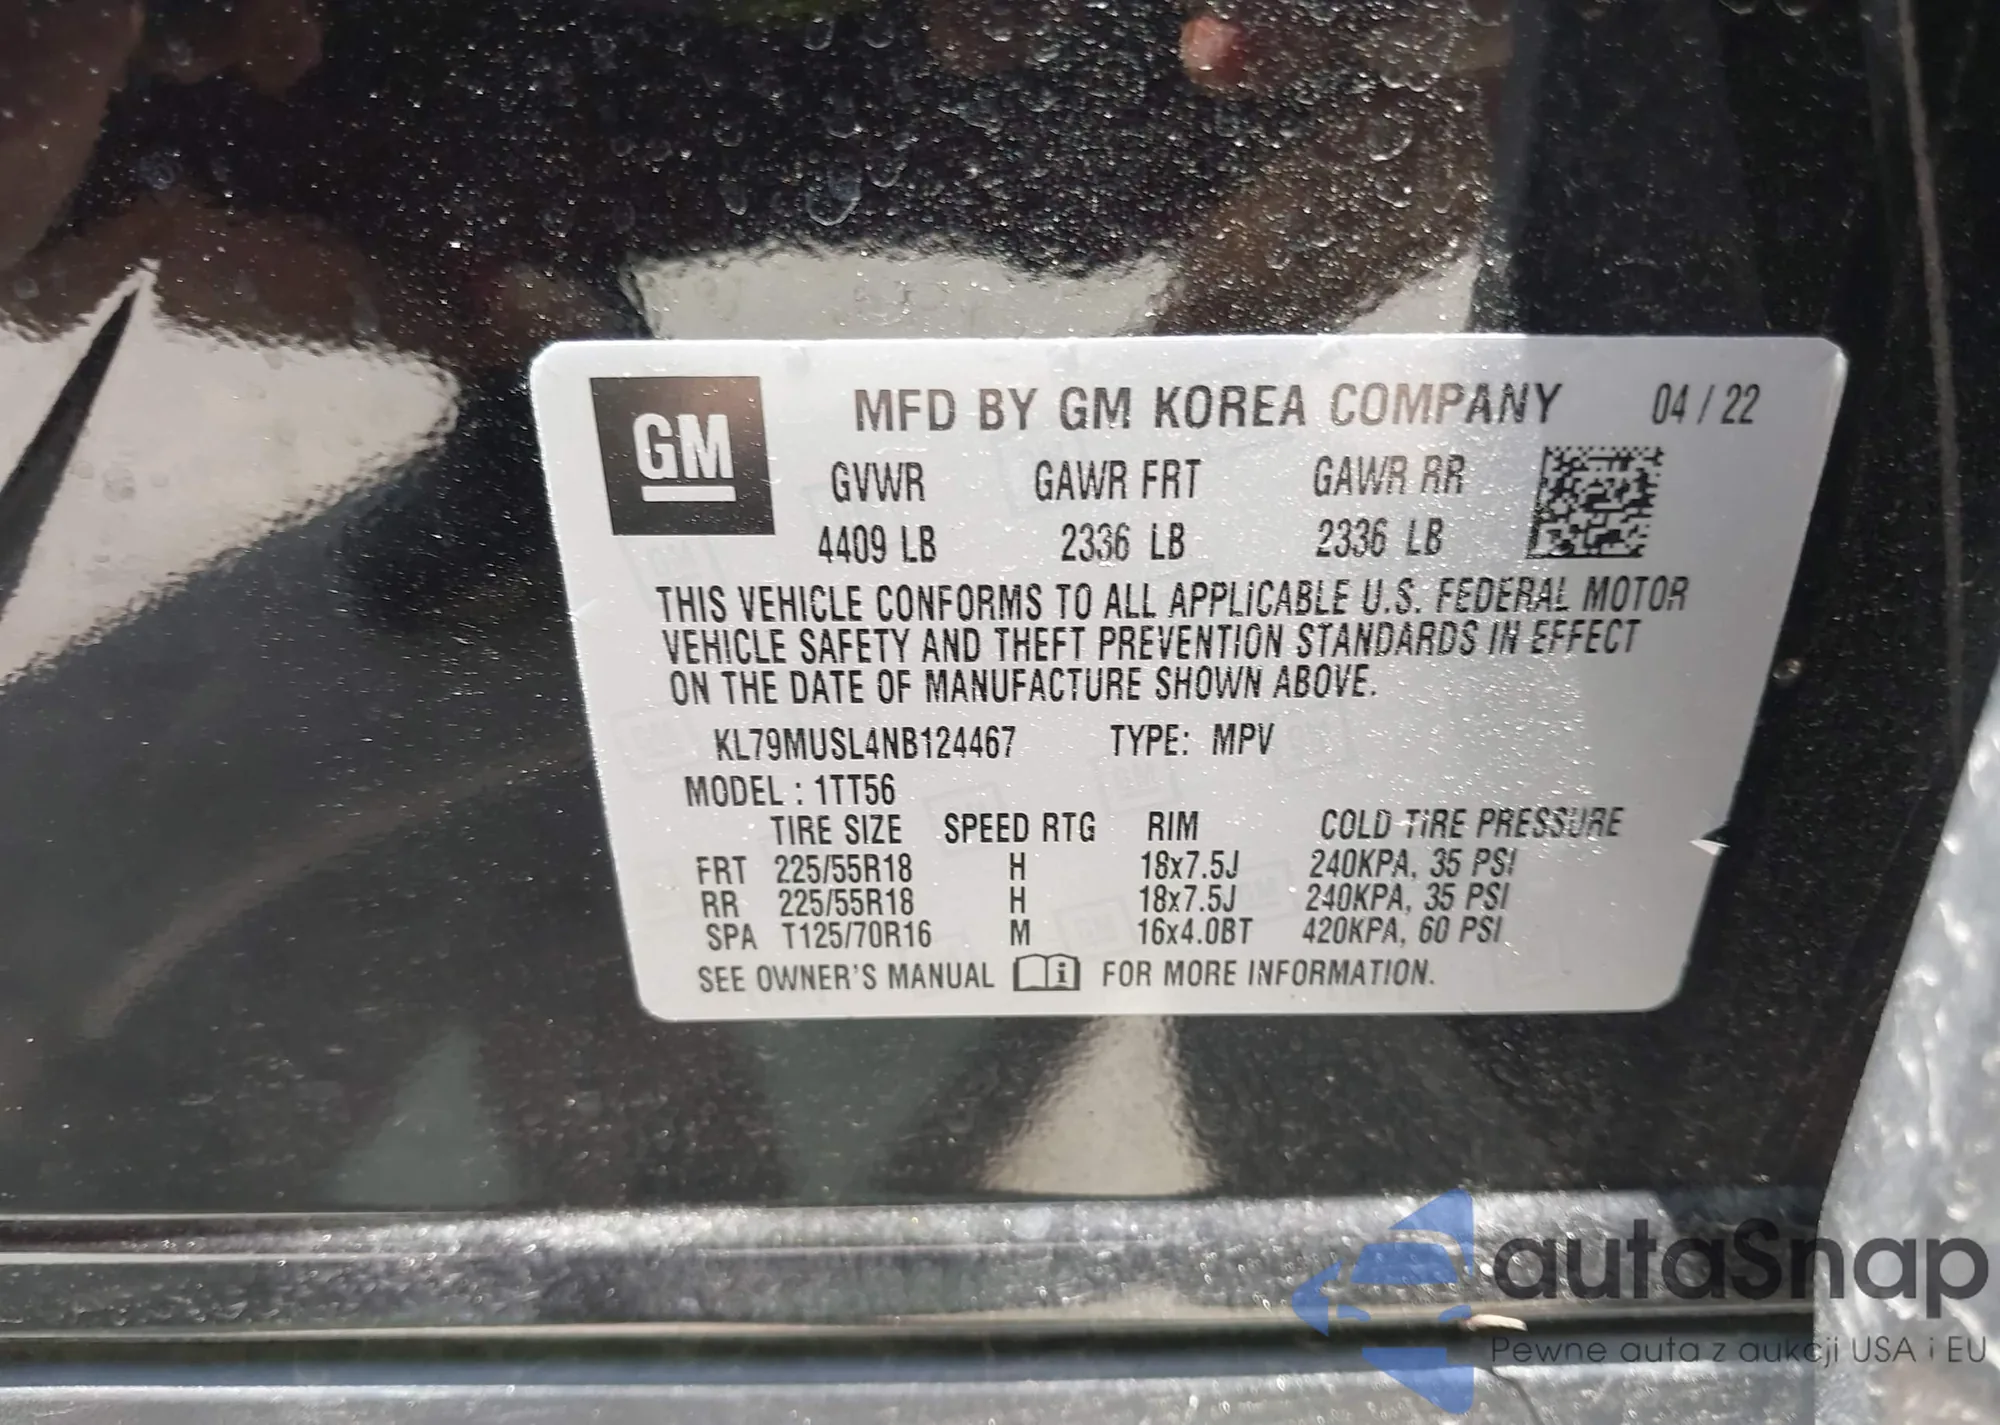 GM
MFD BY GM KOREA COMPANY 04 / 22
GVWR GAWR FRT GAWR RR
4409 LB 2336 LB 2336 LB
THIS VEHICLE CONFORMS TO ALL APPLICABLE U.S. FEDERAL MOTOR
VEHICLE SAFETY AND THEFT PREVENTION STANDARDS IN EFFECT
ON THE DATE OF MANUFACTURE SHOWN ABOVE.
KL79MUSL4NB124467 TYPE: MPV
MODEL : 1TT56
TIRE SIZE SPEED RTG RIM COLD TIRE PRESSURE
FRT 225/55R18 H 18x7.5J 240KPA, 35 PSI
RR 225/55R18 H 18x7.5J 240KPA, 35 PSI
SPA T125/70R16 M 16x4.0BT 420KPA, 60 PSI
SEE OWNER'S MANUAL i FOR MORE INFORMATION.
autaSnap
Pewne auta z aukcji USA i EU